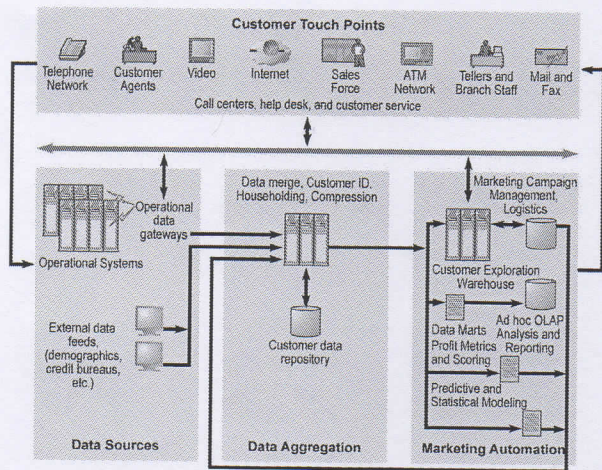 Customer Touch Points
Telephone
Network
Customer
Agents
Video
Internet
Sales
Force
ATM
Network
Tellers and
Branch Staff
Mail and
Fax
Call centers, help desk, and customer service
Operational
data
gateways
Operational Systems
External data
feeds,
(demographics,
credit bureaus,
etc.)
Data Sources
Data merge, Customer ID,
Householding, Compression
Customer data
repository
Data Aggregation
Marketing Campaign
Management,
Logistics
Customer Exploration
Warehouse
Data Marts
Profit Metrics
and Scoring
Ad hoc OLAP
Analysis and
Reporting
Predictive and
Statistical Modeling
Marketing Automation